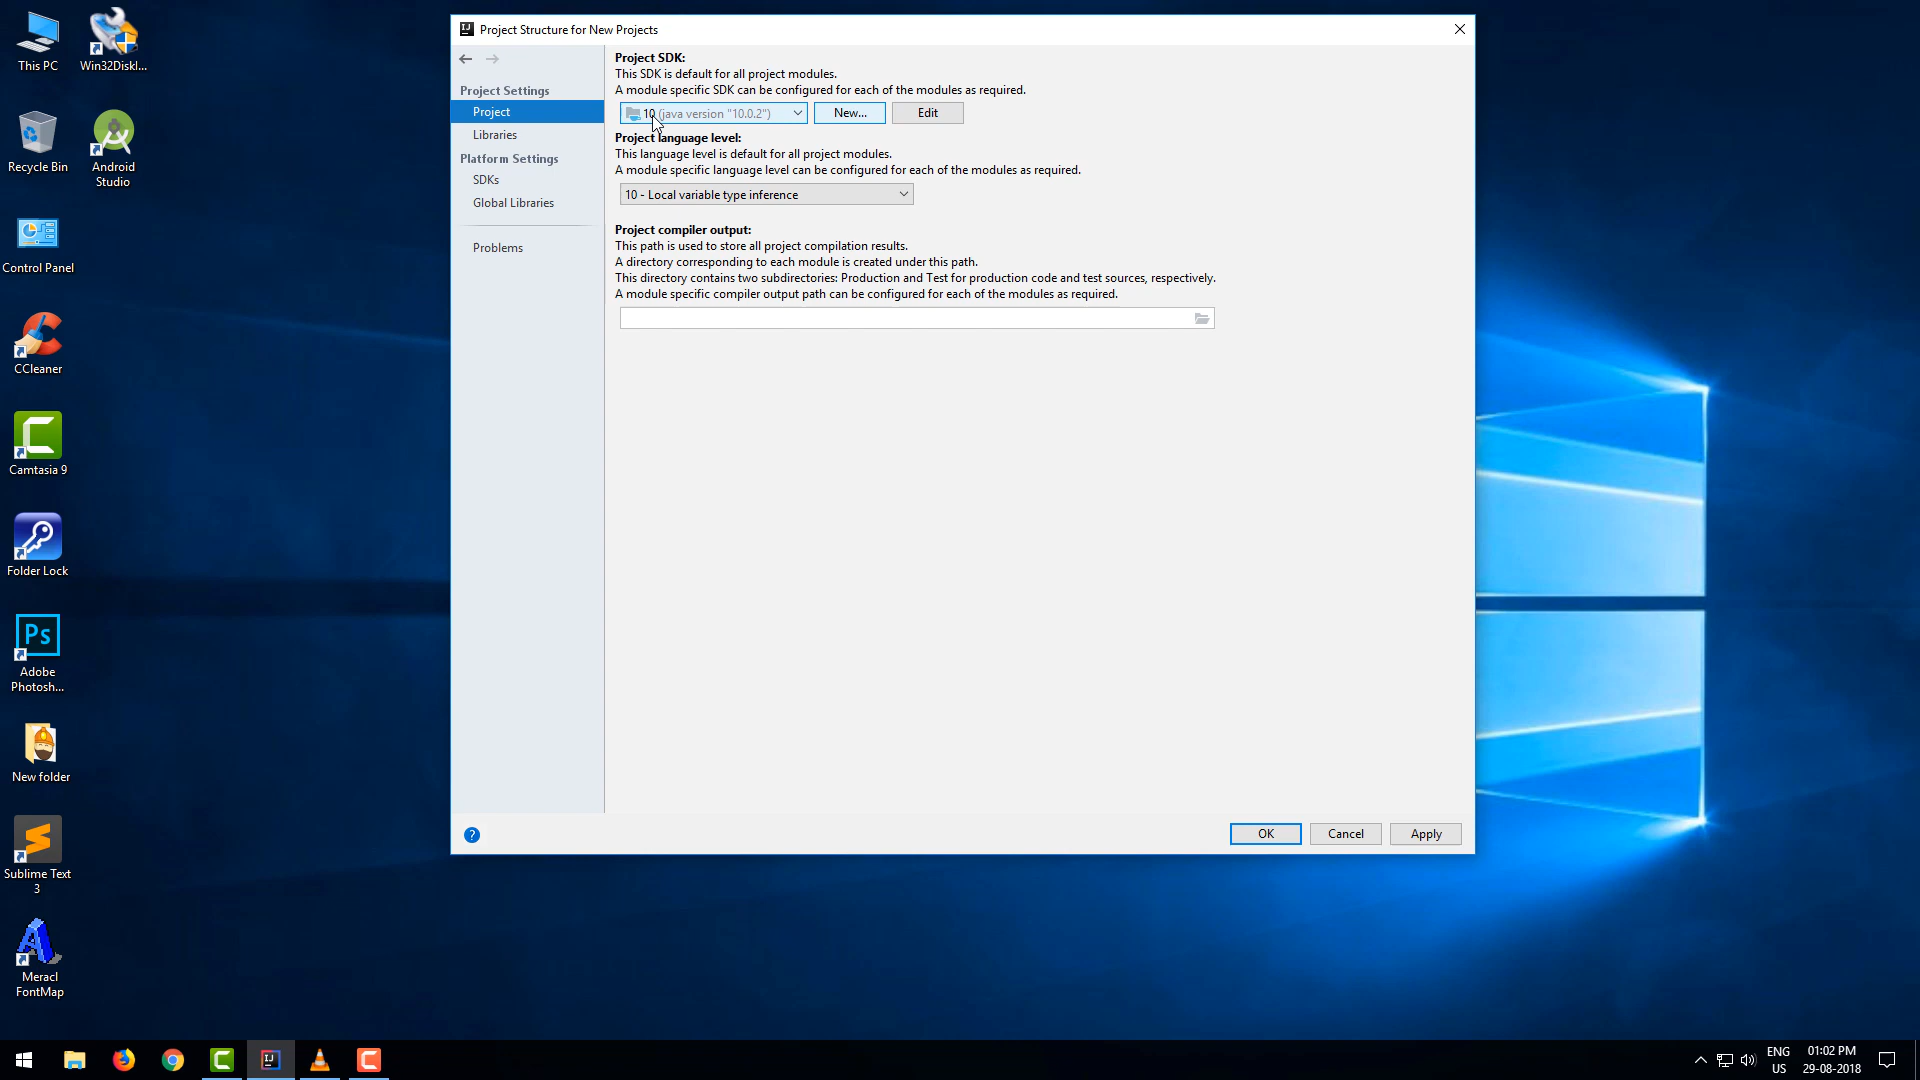 This PC
Win32DiskI...
Recycle Bin
Android
Studio
Control Panel
CCleaner
Camtasia 9
Folder Lock
Ps
Adobe
Photosh...
New folder
Sublime Text
3
Meracl
FontMap
IJ
Project Structure for New Projects
Project Settings
Project
Libraries
Platform Settings
SDKs
Global Libraries
Problems
Project SDK:
This SDK is default for all project modules.
A module specific SDK can be configured for each of the modules as required.
10 (java version "10.0.2")
New...
Edit
Project language level:
This language level is default for all project modules.
A module specific language level can be configured for each of the modules as required.
10 - Local variable type inference
Project compiler output:
This path is used to store all project compilation results.
A directory corresponding to each module is created under this path.
This directory contains two subdirectories: Production and Test for production code and test sources, respectively.
A module specific compiler output path can be configured for each of the modules as required.
?
OK
Cancel
Apply
IJ
ENG
US
01:02 PM
29-08-2018